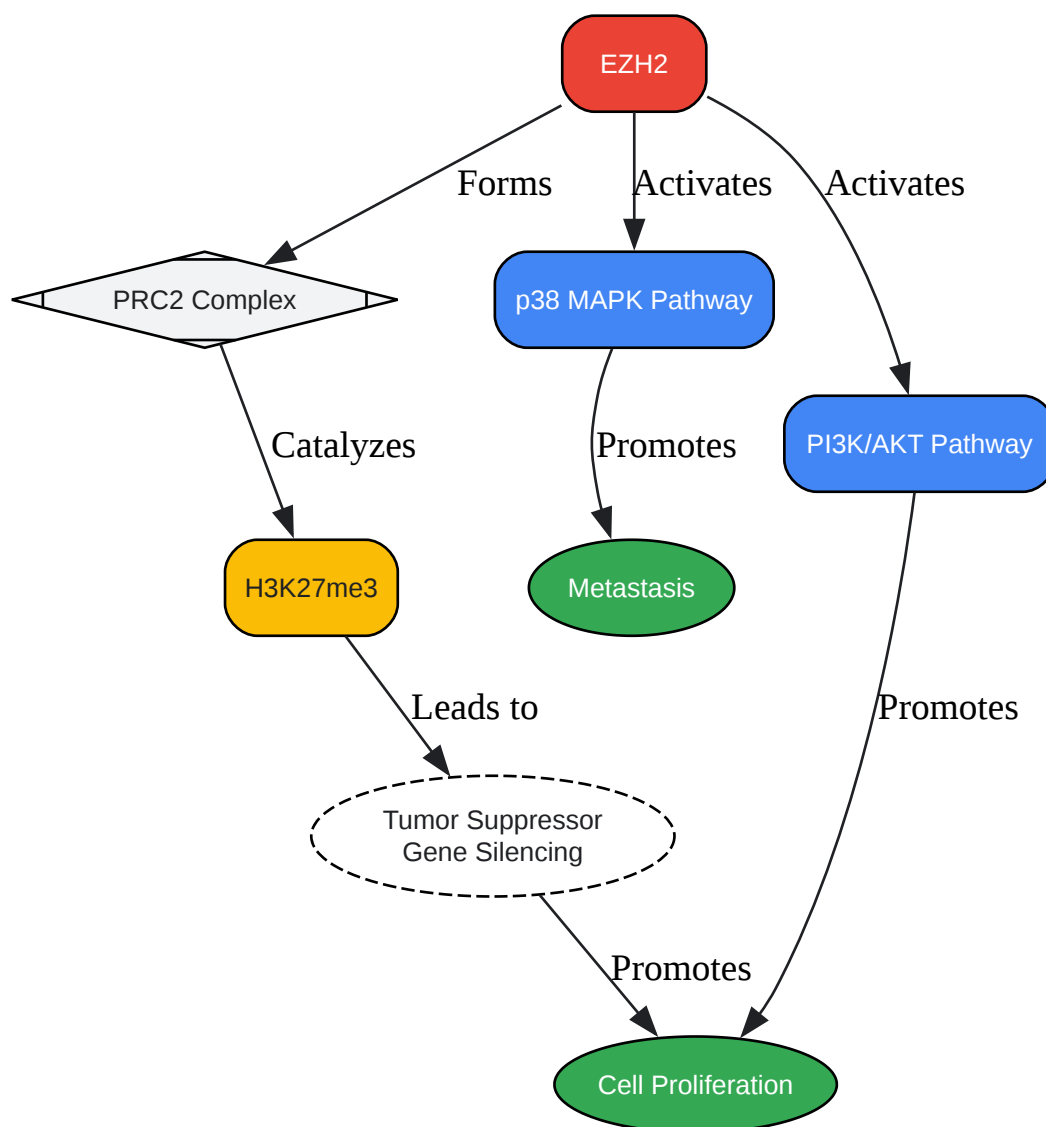 EZH2
Forms
Activates
Activates
PRC2 Complex
p38 MAPK Pathway
Catalyzes
Promotes
PI3K/AKT Pathway
H3K27me3
Metastasis
Leads to
Promotes
Tumor Suppressor
Gene Silencing
Promotes
Cell Proliferation